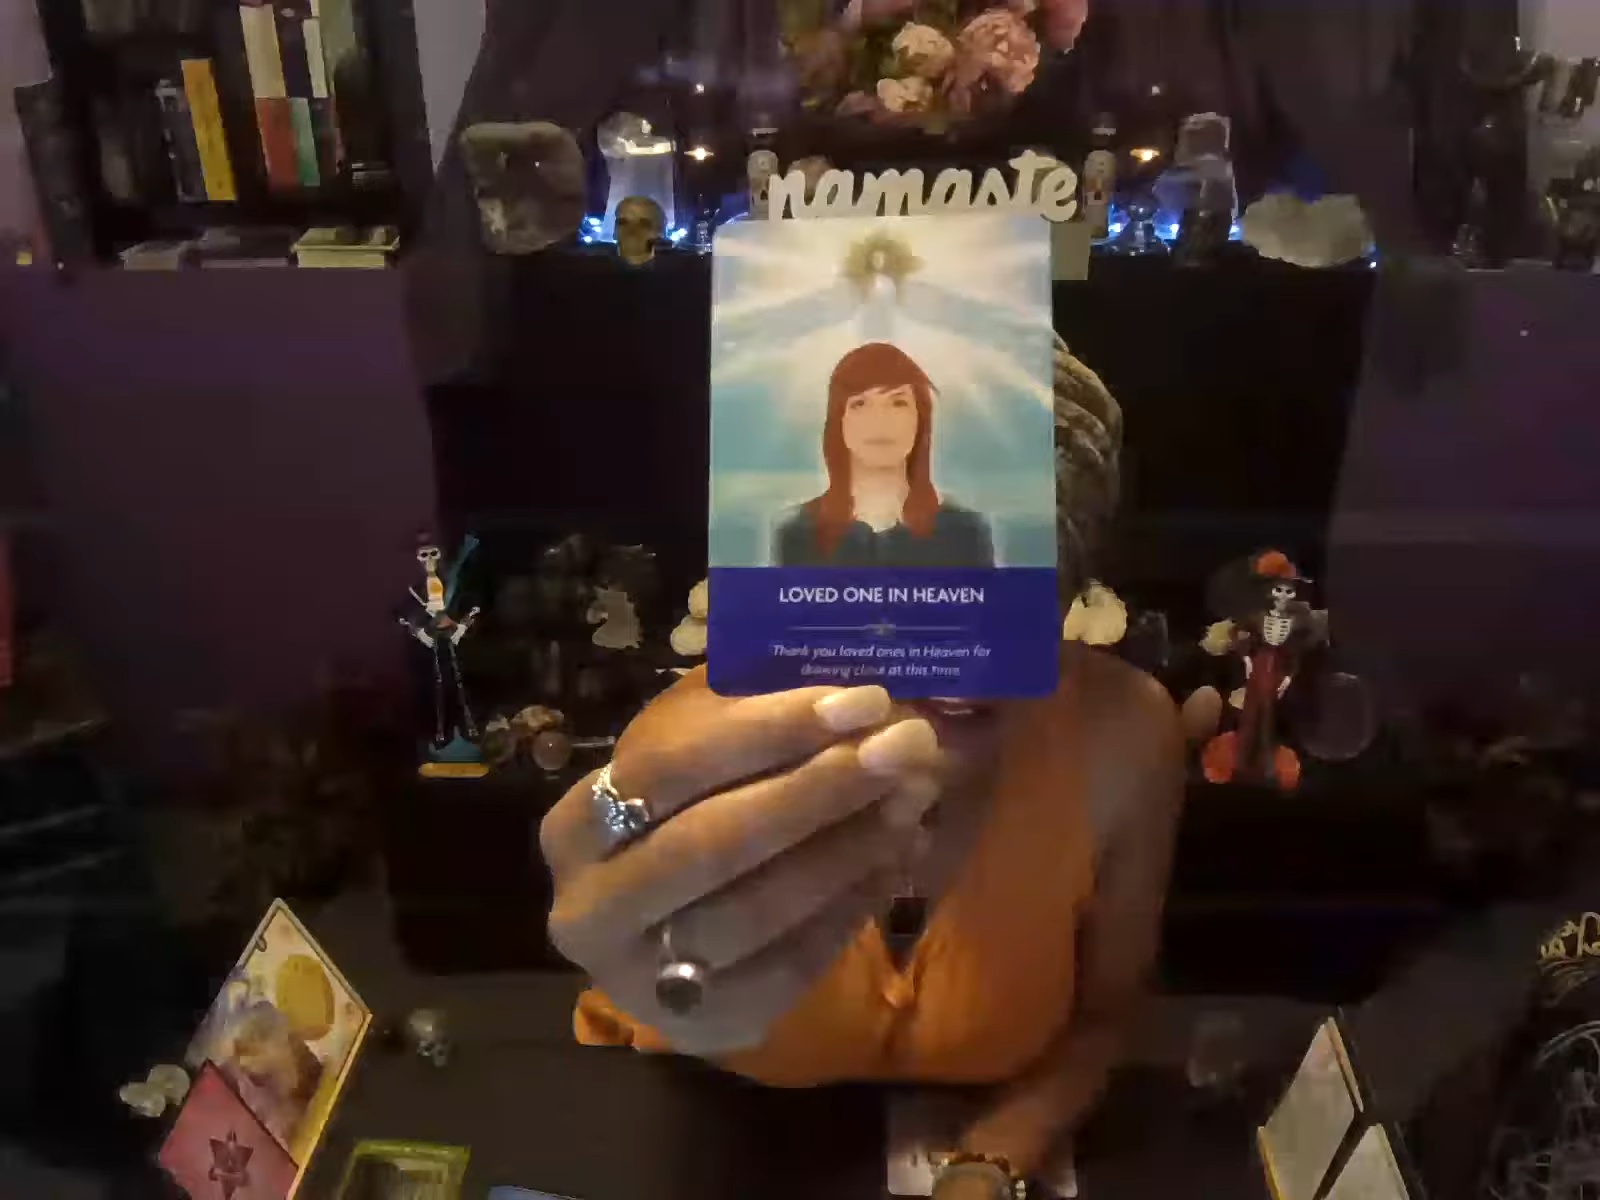 namaste
LOVED ONE IN HEAVEN
Thank you loved ones in Heaven for
drawing close at this time